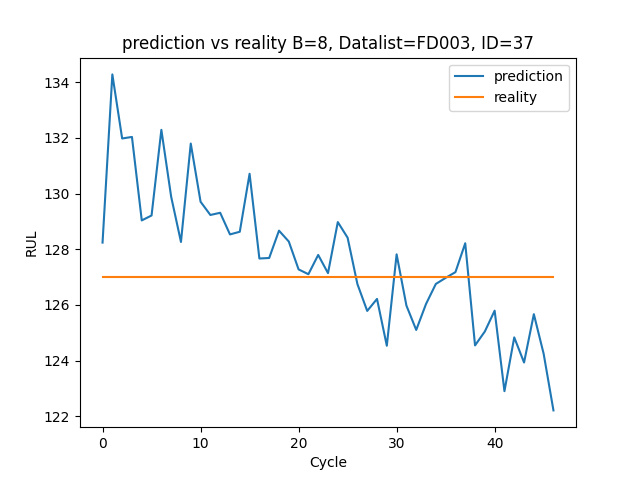 prediction vs reality B=8, Datalist=FD003, ID=37
prediction
reality
134
132
130
128
126
124
122
RUL
0
10
20
30
40
Cycle